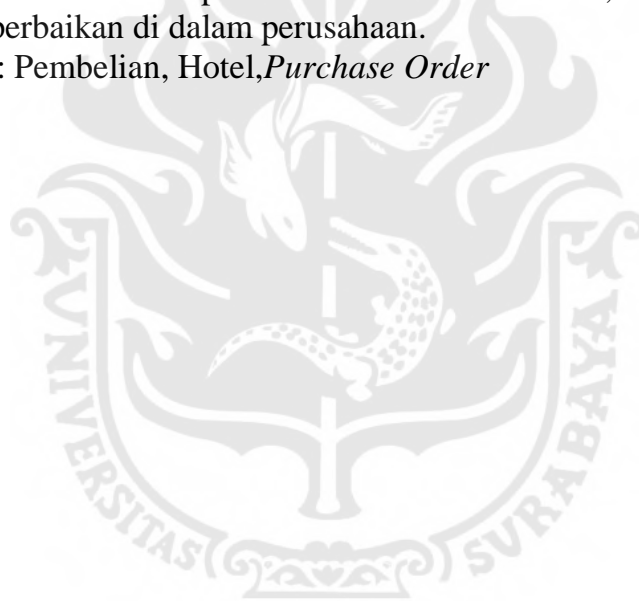 perbaikan di dalam perusahaan.
: Pembelian, Hotel,Purchase Order
UNIVERSITAS SURABAYA